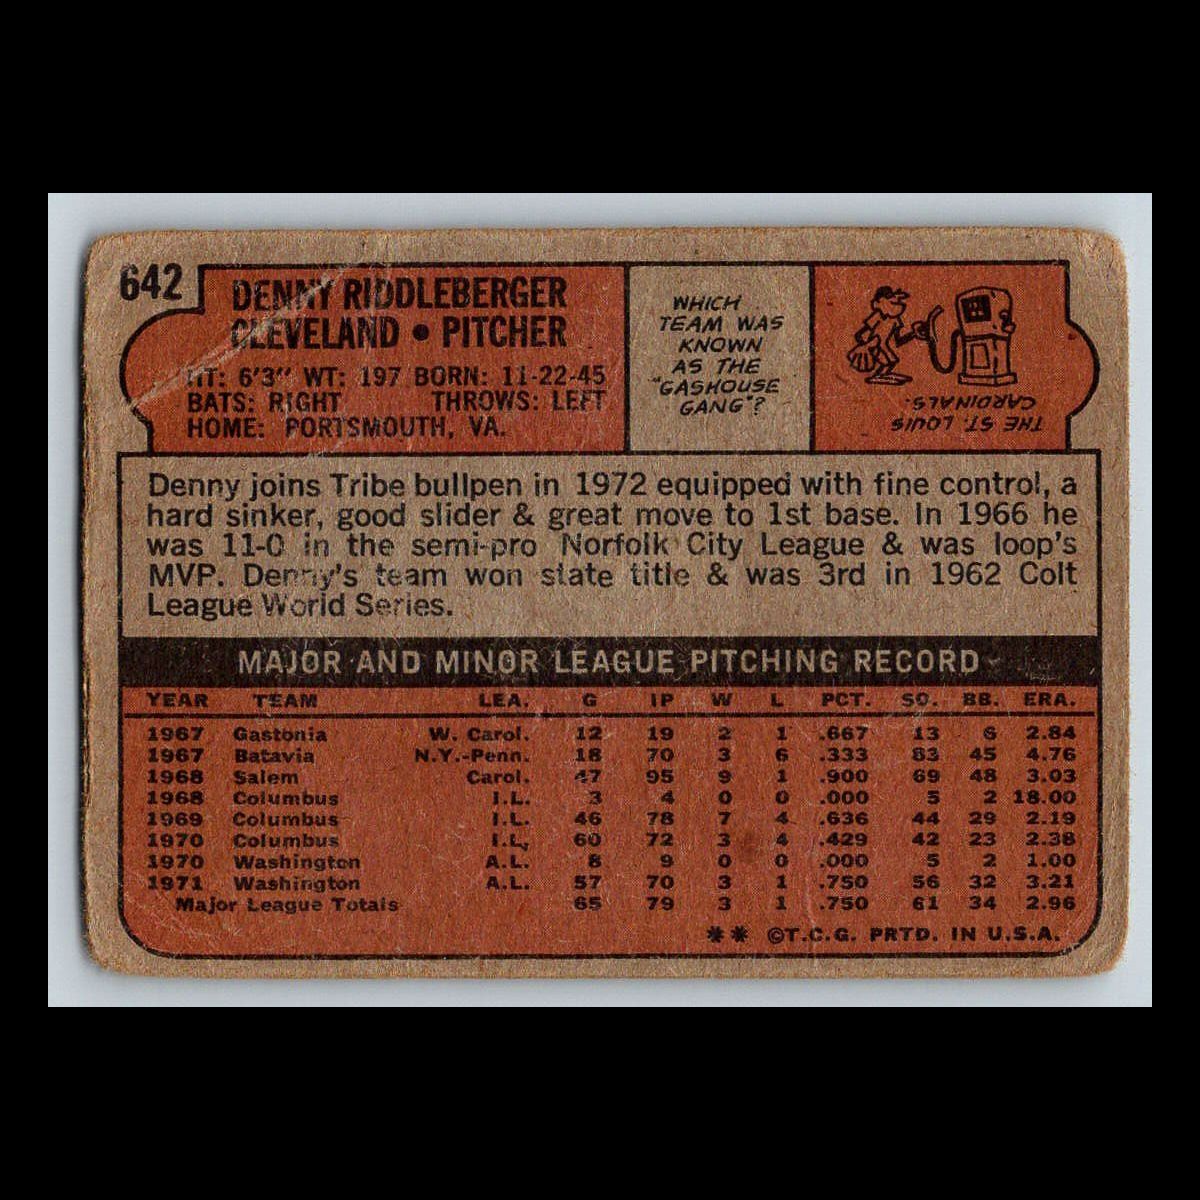 642
DENNY RIDDLEBERGER
CLEVELAND • PITCHER
HT: 6'3" WT: 197 BORN: 11-22-45
BATS: RIGHT THROWS: LEFT
HOME: PORTSMOUTH, VA.
WHICH
TEAM WAS
KNOWN
AS THE
"GASHOUSE
GANG"?
THE ST. LOUIS
CARDINALS.
Denny joins Tribe bullpen in 1972 equipped with fine control, a
hard sinker, good slider & great move to 1st base. In 1966 he
was 11-0 in the semi-pro Norfolk City League & was loop's
MVP. Denny's team won state title & was 3rd in 1962 Colt
League World Series.
MAJOR AND MINOR LEAGUE PITCHING RECORD
YEAR TEAM LEA. G IP W L PCT. SO. BB. ERA.
1967 Gastonia W. Carol. 12 19 2 1 .667 13 6 2.84
1967 Batavia N.Y.-Penn. 18 70 3 6 .333 83 45 4.76
1968 Salem Carol. 47 95 9 1 .900 69 48 3.03
1968 Columbus I.L. 3 4 0 0 .000 5 2 18.00
1969 Columbus I.L. 46 78 7 4 .636 44 29 2.19
1970 Columbus I.L. 60 72 3 4 .429 42 23 2.38
1970 Washington A.L. 8 9 0 0 .000 5 2 1.00
1971 Washington A.L. 57 70 3 1 .750 56 32 3.21
Major League Totals 65 79 3 1 .750 61 34 2.96
** ©T.C.G. PRTD. IN U.S.A.